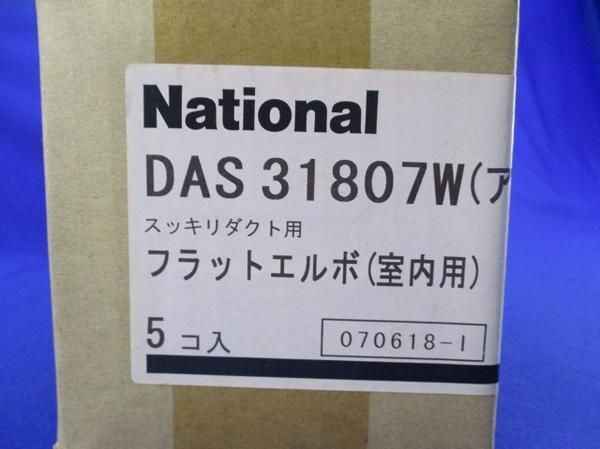 National
DAS 31807W(ア
スッキリダクト用
フラットエルボ(室内用)
5 コ入
070618-1